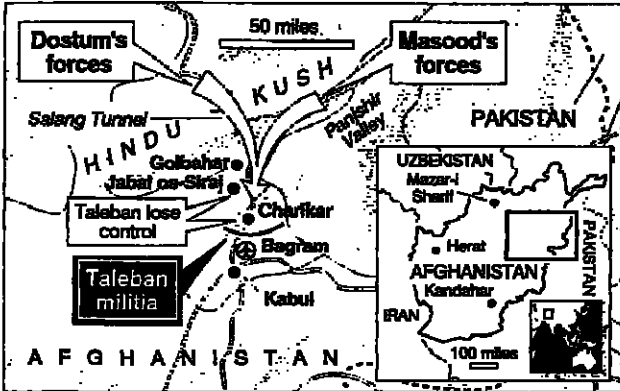 Dostum's
forces
50 miles
Masood's
forces
HINDU KUSH
Salang Tunnel
Panjshir
Valley
PAKISTAN
Golbahar
Jabal os-Siraj
Taleban lose
control
Charikar
Bagram
Taleban
militia
Kabul
AFGHANISTAN
UZBEKISTAN
Mazar-i
Sharif
Herat
PAKISTAN
AFGHANISTAN
Kandahar
IRAN
100 miles